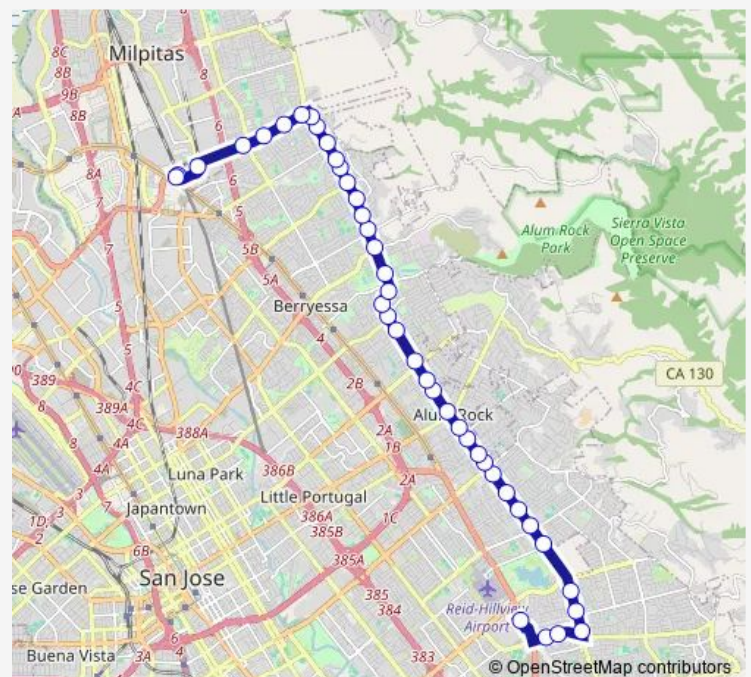 8C
8
Milpitas
9B
8B
8B
A
8A
6
7
5
Alum Rock
Park
Sierra Vista
Open Space
Preserve
7
5B
5A
Berryessa
5
5
4
CA 130
389
4C
2B
389A
4C
Alum Rock
8
4A
388A
2A
4A
1B
Luna Park
386B
2A
3
Little Portugal
1D
3
Japantown
386A
1C
2
385B
6B
385A
San Jose
se Garden
385
Reid-Hillview
Airport
384
6
4
Buena Vista
3A
383
© OpenStreetMap contributors